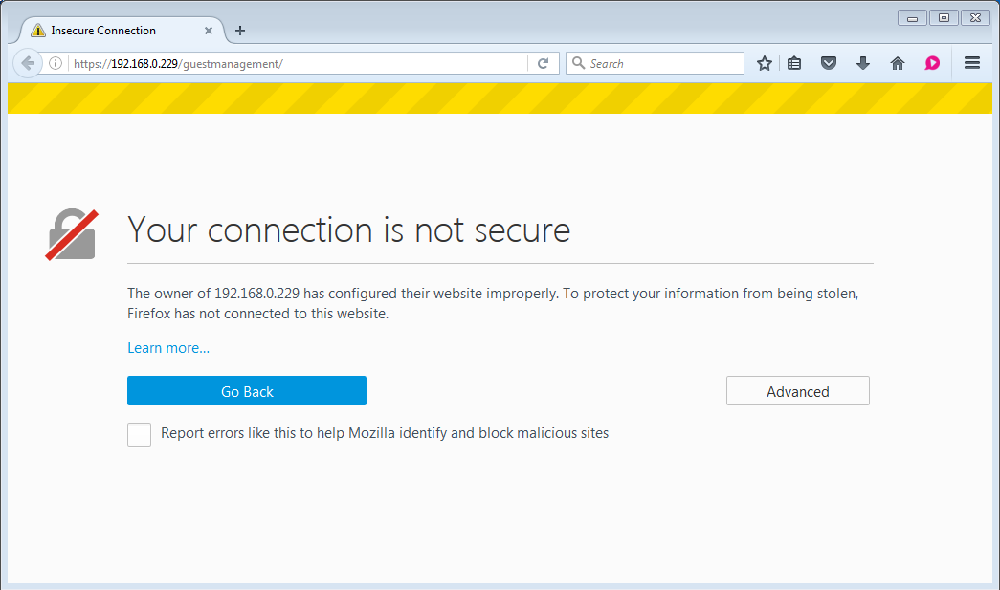 Insecure Connection
https://192.168.0.229/guestmanagement/
Search
Your connection is not secure
The owner of 192.168.0.229 has configured their website improperly. To protect your information from being stolen,
Firefox has not connected to this website.
Learn more...
Go Back
Advanced
Report errors like this to help Mozilla identify and block malicious sites